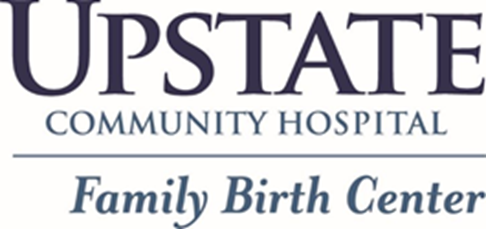 UPSTATE
COMMUNITY HOSPITAL
Family Birth Center